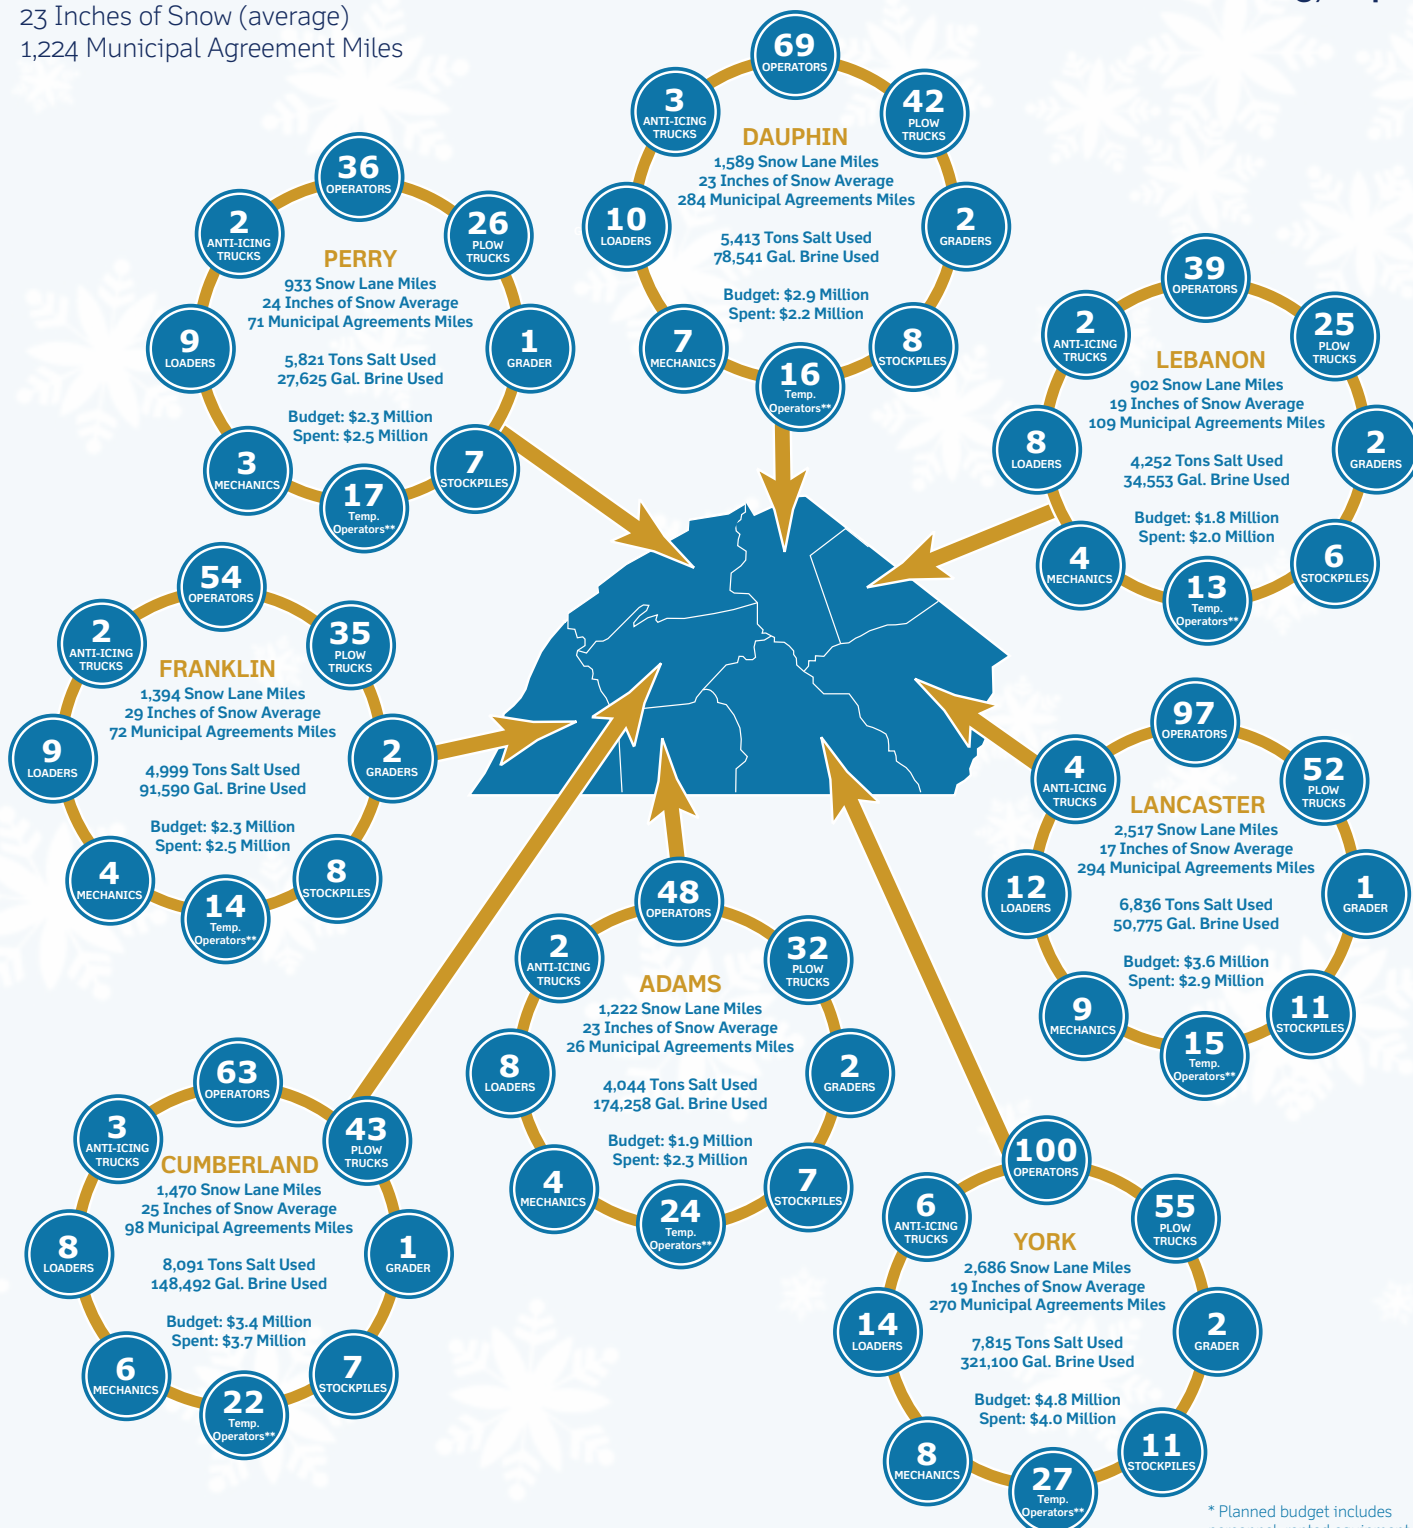 23 Inches of Snow (average)
1,224 Municipal Agreement Miles
69
OPERATORS
3
ANTI-ICING
TRUCKS
42
PLOW
TRUCKS
DAUPHIN
1,589 Snow Lane Miles
23 Inches of Snow Average
284 Municipal Agreements Miles
10
LOADERS
2
GRADERS
5,413 Tons Salt Used
78,541 Gal. Brine Used
Budget: $2.9 Million
Spent: $2.2 Million
7
MECHANICS
8
STOCKPILES
16
Temp.
Operators**
36
OPERATORS
2
ANTI-ICING
TRUCKS
26
PLOW
TRUCKS
PERRY
933 Snow Lane Miles
24 Inches of Snow Average
71 Municipal Agreements Miles
9
LOADERS
1
GRADER
5,821 Tons Salt Used
27,625 Gal. Brine Used
Budget: $2.3 Million
Spent: $2.5 Million
3
MECHANICS
7
STOCKPILES
17
Temp.
Operators**
39
OPERATORS
2
ANTI-ICING
TRUCKS
25
PLOW
TRUCKS
LEBANON
902 Snow Lane Miles
19 Inches of Snow Average
109 Municipal Agreements Miles
8
LOADERS
2
GRADERS
4,252 Tons Salt Used
34,553 Gal. Brine Used
Budget: $1.8 Million
Spent: $2.0 Million
4
MECHANICS
6
STOCKPILES
13
Temp.
Operators**
54
OPERATORS
2
ANTI-ICING
TRUCKS
35
PLOW
TRUCKS
FRANKLIN
1,394 Snow Lane Miles
29 Inches of Snow Average
72 Municipal Agreements Miles
9
LOADERS
2
GRADERS
4,999 Tons Salt Used
91,590 Gal. Brine Used
Budget: $2.3 Million
Spent: $2.5 Million
4
MECHANICS
8
STOCKPILES
14
Temp.
Operators**
97
OPERATORS
4
ANTI-ICING
TRUCKS
52
PLOW
TRUCKS
LANCASTER
2,517 Snow Lane Miles
17 Inches of Snow Average
294 Municipal Agreements Miles
12
LOADERS
1
GRADER
6,836 Tons Salt Used
50,775 Gal. Brine Used
Budget: $3.6 Million
Spent: $2.9 Million
9
MECHANICS
11
STOCKPILES
15
Temp.
Operators**
48
OPERATORS
2
ANTI-ICING
TRUCKS
32
PLOW
TRUCKS
ADAMS
1,222 Snow Lane Miles
23 Inches of Snow Average
26 Municipal Agreements Miles
8
LOADERS
2
GRADERS
4,044 Tons Salt Used
174,258 Gal. Brine Used
Budget: $1.9 Million
Spent: $2.3 Million
4
MECHANICS
7
STOCKPILES
24
Temp.
Operators**
63
OPERATORS
3
ANTI-ICING
TRUCKS
43
PLOW
TRUCKS
CUMBERLAND
1,470 Snow Lane Miles
25 Inches of Snow Average
98 Municipal Agreements Miles
8
LOADERS
1
GRADER
8,091 Tons Salt Used
148,492 Gal. Brine Used
Budget: $3.4 Million
Spent: $3.7 Million
6
MECHANICS
7
STOCKPILES
22
Temp.
Operators**
100
OPERATORS
6
ANTI-ICING
TRUCKS
55
PLOW
TRUCKS
YORK
2,686 Snow Lane Miles
19 Inches of Snow Average
270 Municipal Agreements Miles
14
LOADERS
2
GRADER
7,815 Tons Salt Used
321,100 Gal. Brine Used
Budget: $4.8 Million
Spent: $4.0 Million
8
MECHANICS
11
STOCKPILES
27
Temp.
Operators**
* Planned budget includes